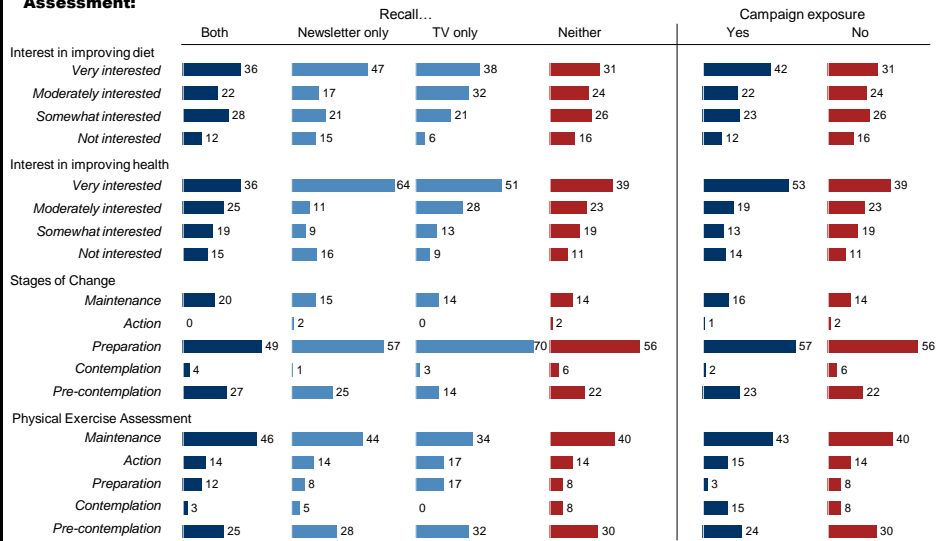 Assessment:
Recall… Campaign exposure
Both Newsletter only TV only Neither Yes No
Interest in improving diet
Very interested 36 47 38 31 42 31
Moderately interested 22 17 32 24 22 24
Somewhat interested 28 21 21 26 23 26
Not interested 12 15 6 16 12 16
Interest in improving health
Very interested 36 64 51 39 53 39
Moderately interested 25 11 28 23 19 23
Somewhat interested 19 9 13 19 13 19
Not interested 15 16 9 11 14 11
Stages of Change
Maintenance 20 15 14 14 16 14
Action 0 2 0 2 1 2
Preparation 49 57 70 56 57 56
Contemplation 4 1 3 6 2 6
Pre-contemplation 27 25 14 22 23 22
Physical Exercise Assessment
Maintenance 46 44 34 40 43 40
Action 14 14 17 14 15 14
Preparation 12 8 17 8 3 8
Contemplation 3 5 0 8 15 8
Pre-contemplation 25 28 32 30 24 30